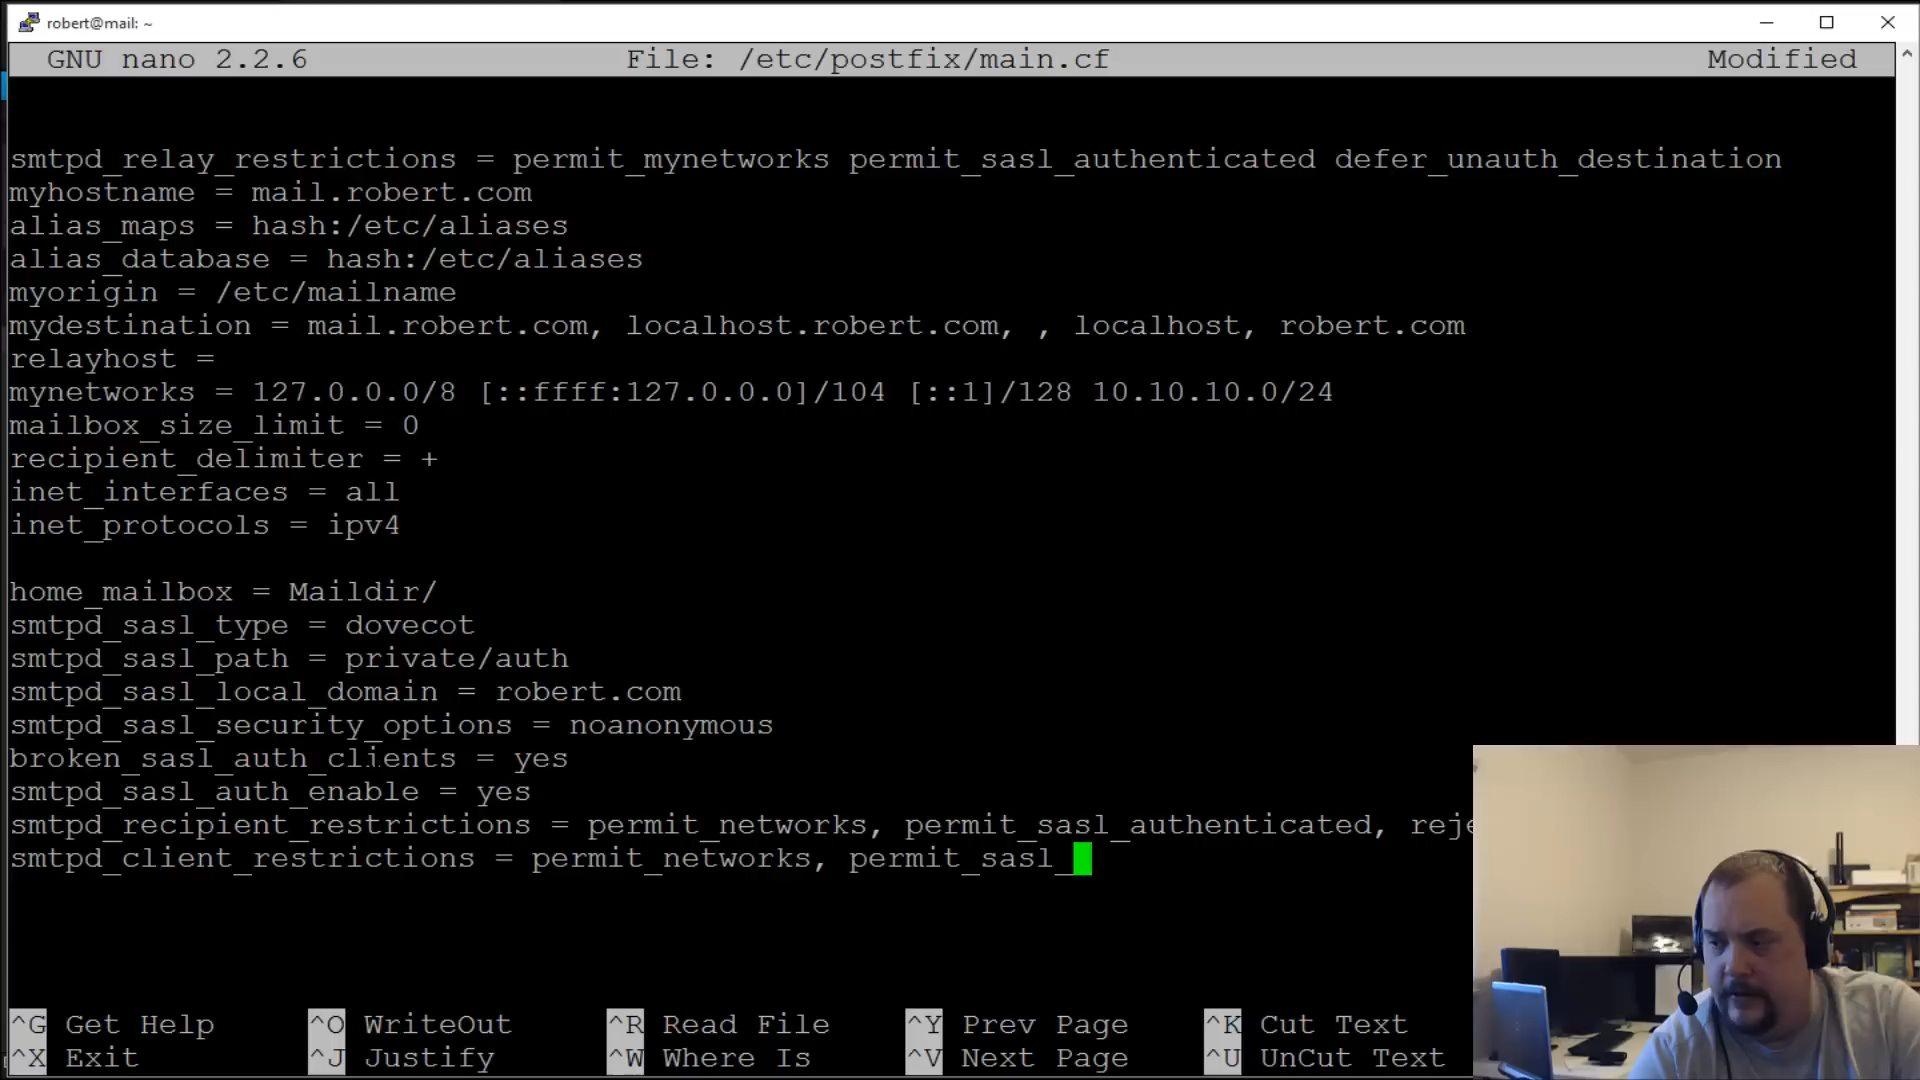 robert@mail: ~
GNU nano 2.2.6 File: /etc/postfix/main.cf Modified
smtpd_relay_restrictions = permit_mynetworks permit_sasl_authenticated defer_unauth_destination
myhostname = mail.robert.com
alias_maps = hash:/etc/aliases
alias_database = hash:/etc/aliases
myorigin = /etc/mailname
mydestination = mail.robert.com, localhost.robert.com, , localhost, robert.com
relayhost =
mynetworks = 127.0.0.0/8 [::ffff:127.0.0.0]/104 [::1]/128 10.10.10.0/24
mailbox_size_limit = 0
recipient_delimiter = +
inet_interfaces = all
inet_protocols = ipv4
home_mailbox = Maildir/
smtpd_sasl_type = dovecot
smtpd_sasl_path = private/auth
smtpd_sasl_local_domain = robert.com
smtpd_sasl_security_options = noanonymous
broken_sasl_auth_clients = yes
smtpd_sasl_auth_enable = yes
smtpd_recipient_restrictions = permit_networks, permit_sasl_authenticated, reje
smtpd_client_restrictions = permit_networks, permit_sasl_
^G Get Help ^O WriteOut ^R Read File ^Y Prev Page ^K Cut Text
^X Exit ^J Justify ^W Where Is ^V Next Page ^U UnCut Text